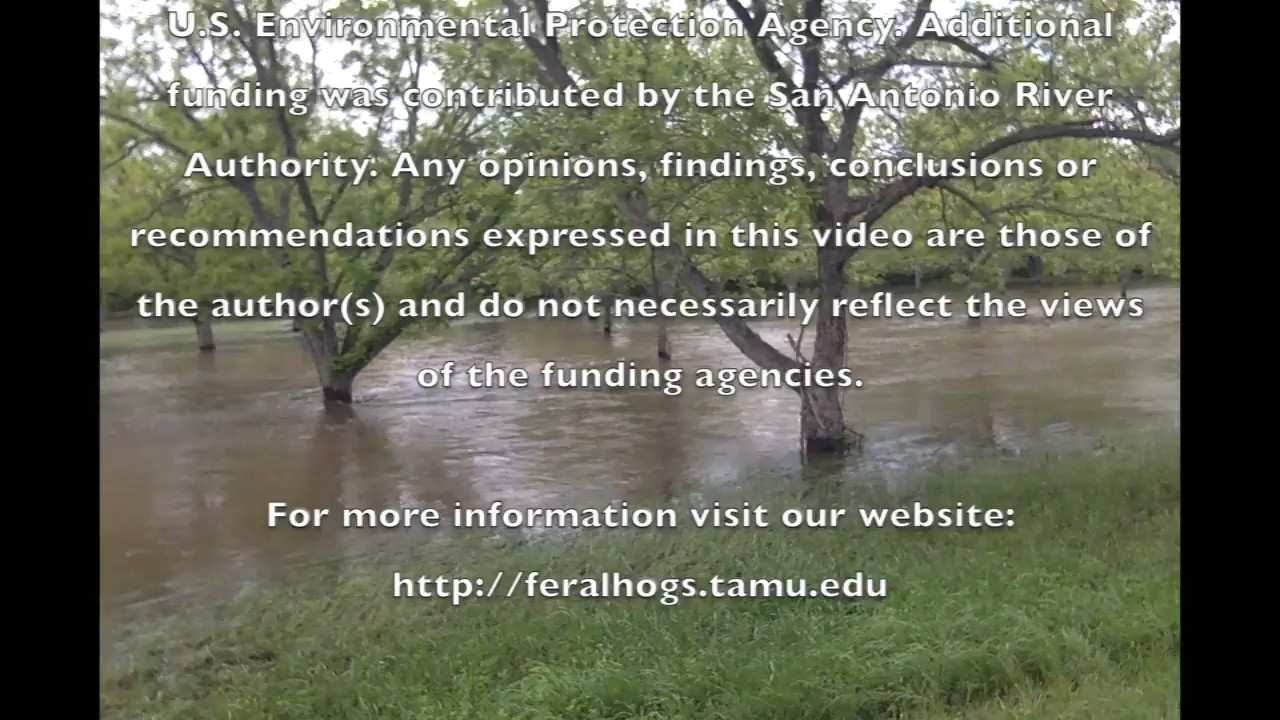 U.S. Environmental Protection Agency. Additional
funding was contributed by the San Antonio River
Authority. Any opinions, findings, conclusions or
recommendations expressed in this video are those of
the author(s) and do not necessarily reflect the views
of the funding agencies.
For more information visit our website:
http://feralhogs.tamu.edu